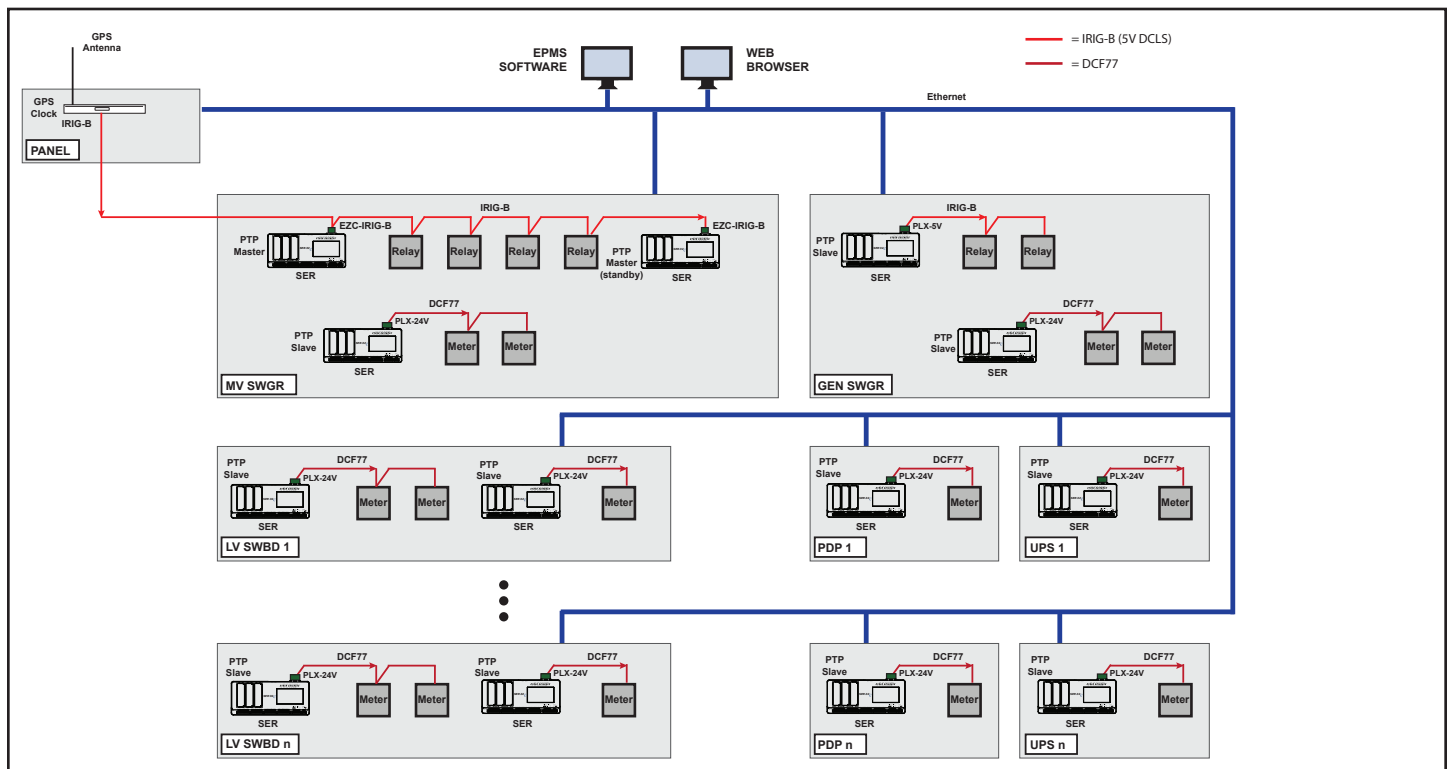 GPS
Antenna
EPMS
SOFTWARE
WEB
BROWSER
= IRIG-B (5V DCLS)
= DCF77
GPS
Clock
IRIG-B
PANEL
Ethernet
IRIG-B
EZC-IRIG-B
EZC-IRIG-B
PTP
Master
SER
Relay
Relay
Relay
Relay
PTP
Master
(standby)
SER
DCF77
PLX-24V
PTP
Slave
SER
Meter
Meter
MV SWGR
IRIG-B
PLX-5V
PTP
Slave
SER
Relay
Relay
DCF77
PLX-24V
PTP
Slave
SER
Meter
Meter
GEN SWGR
PTP
Slave
DCF77
PLX-24V
SER
Meter
Meter
PTP
Slave
DCF77
PLX-24V
SER
Meter
LV SWBD 1
PTP
Slave
DCF77
PLX-24V
SER
Meter
PDP 1
PTP
Slave
DCF77
PLX-24V
SER
Meter
UPS 1
PTP
Slave
DCF77
PLX-24V
SER
Meter
Meter
PTP
Slave
DCF77
PLX-24V
SER
Meter
LV SWBD n
PTP
Slave
DCF77
PLX-24V
SER
Meter
PDP n
PTP
Slave
DCF77
PLX-24V
SER
Meter
UPS n